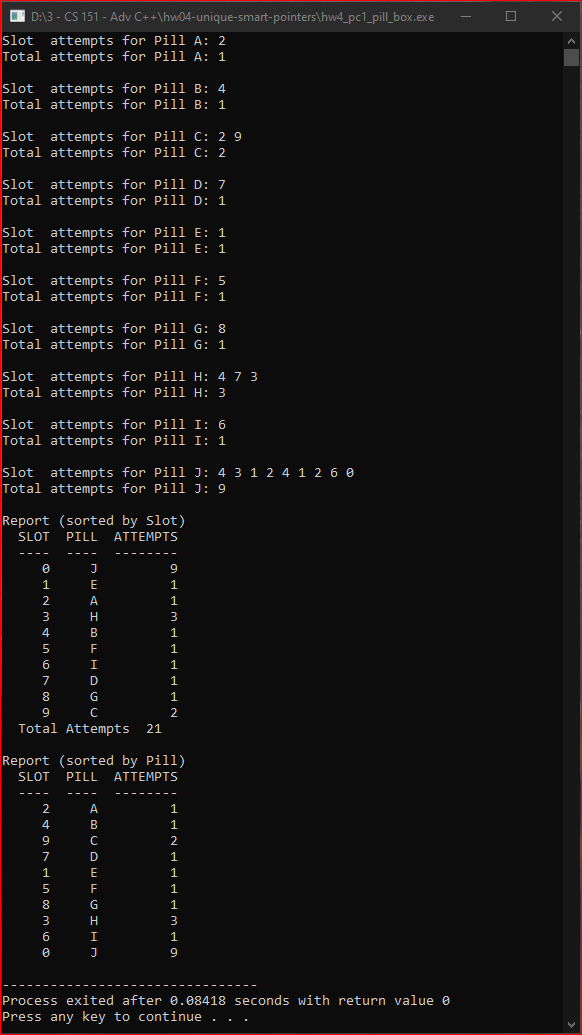 D:\3 - CS 151 - Adv C++\hw04-unique-smart-pointers\hw4_pc1_pill_box.exe
Slot  attempts for Pill A: 2
Total attempts for Pill A: 1

Slot  attempts for Pill B: 4
Total attempts for Pill B: 1

Slot  attempts for Pill C: 2 9
Total attempts for Pill C: 2

Slot  attempts for Pill D: 7
Total attempts for Pill D: 1

Slot  attempts for Pill E: 1
Total attempts for Pill E: 1

Slot  attempts for Pill F: 5
Total attempts for Pill F: 1

Slot  attempts for Pill G: 8
Total attempts for Pill G: 1

Slot  attempts for Pill H: 4 7 3
Total attempts for Pill H: 3

Slot  attempts for Pill I: 6
Total attempts for Pill I: 1

Slot  attempts for Pill J: 4 3 1 2 4 1 2 6 0
Total attempts for Pill J: 9

Report (sorted by Slot)
  SLOT  PILL  ATTEMPTS
  ----  ----  --------
     0     J         9
     1     E         1
     2     A         1
     3     H         3
     4     B         1
     5     F         1
     6     I         1
     7     D         1
     8     G         1
     9     C         2
  Total Attempts  21

Report (sorted by Pill)
  SLOT  PILL  ATTEMPTS
  ----  ----  --------
     2     A         1
     4     B         1
     9     C         2
     7     D         1
     1     E         1
     5     F         1
     8     G         1
     3     H         3
     6     I         1
     0     J         9

--------------------------------
Process exited after 0.08418 seconds with return value 0
Press any key to continue . . .